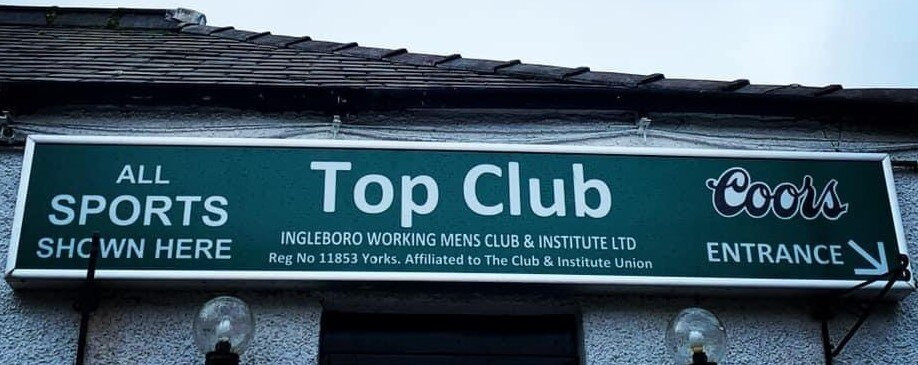 ALL
SPORTS
SHOWN HERE
Top Club
INGLEBORO WORKING MENS CLUB & INSTITUTE LTD
Reg No 11853 Yorks. Affiliated to The Club & Institute Union
Coors
ENTRANCE